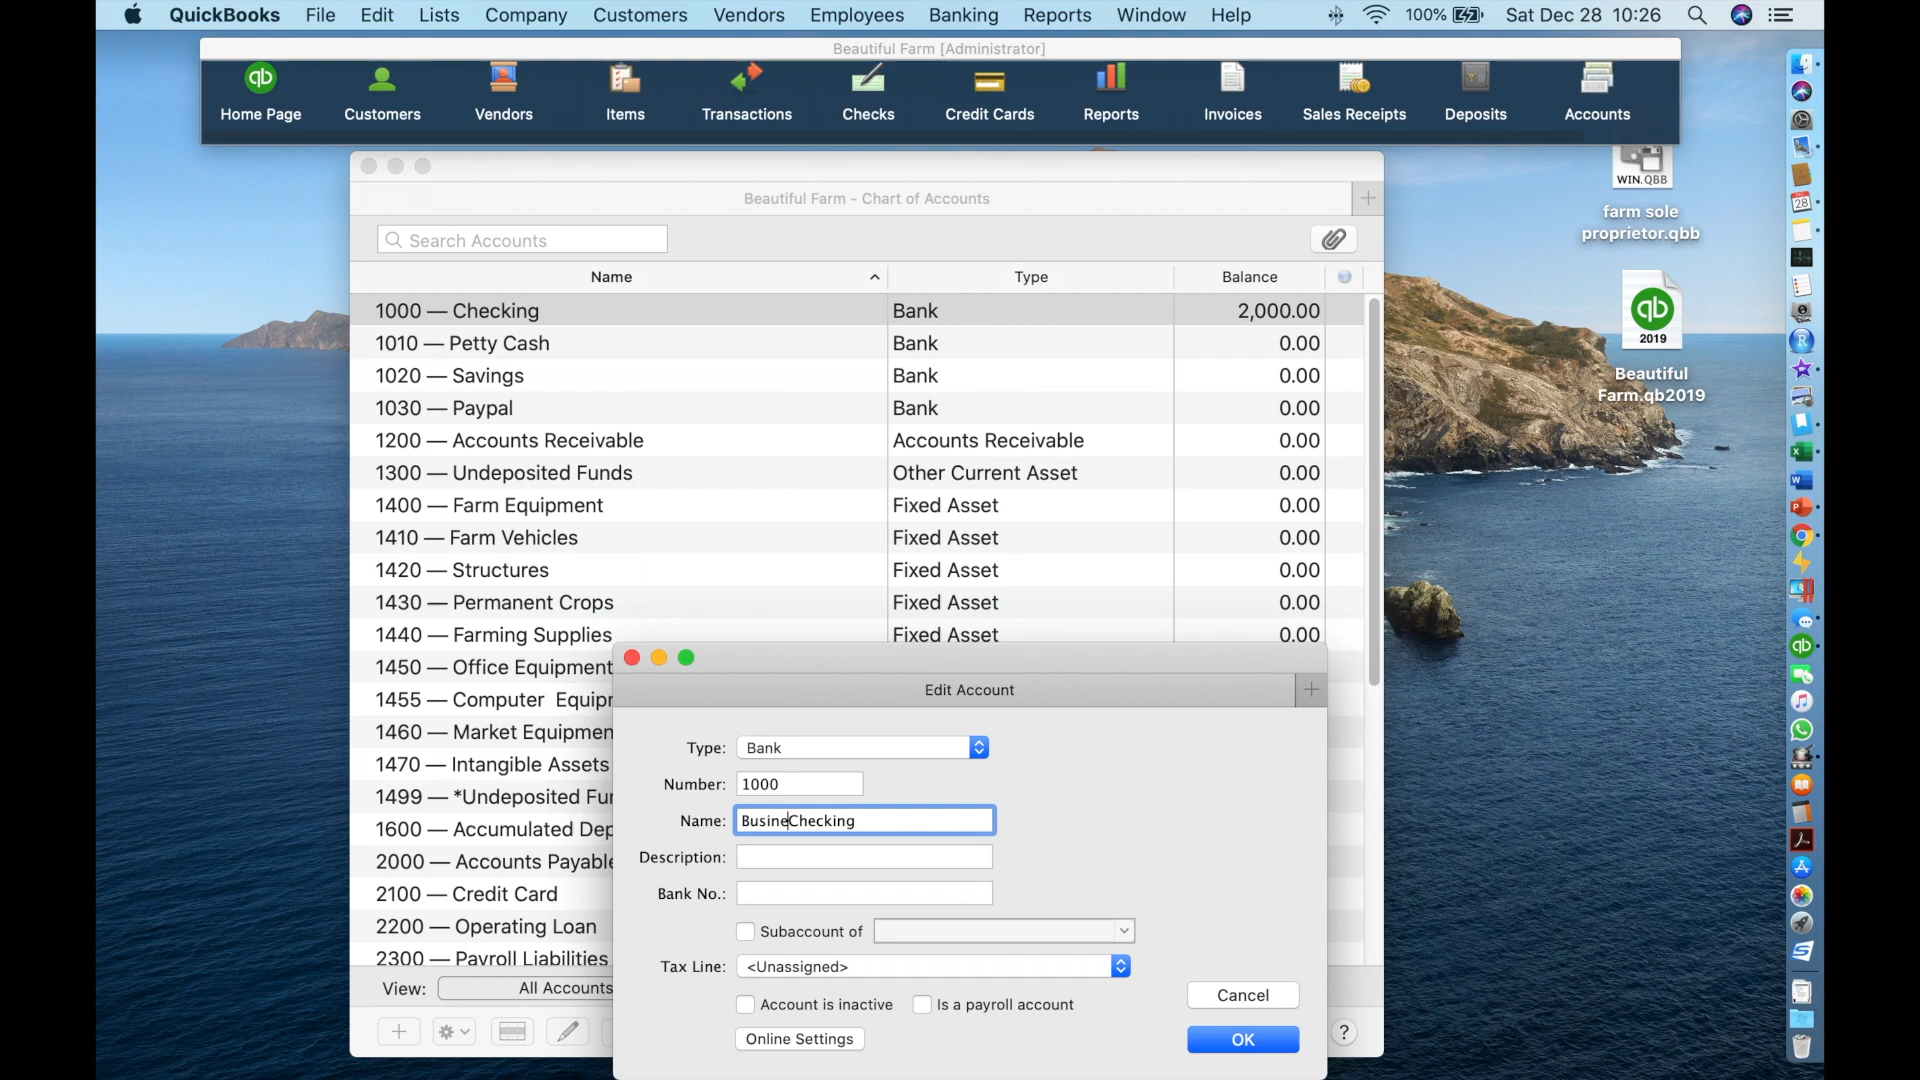 QuickBooks File Edit Lists Company Customers Vendors Employees Banking Reports Window Help 100% Sat Dec 28 10:26
Beautiful Farm [Administrator]
qb
Home Page Customers Vendors Items Transactions Checks Credit Cards Reports Invoices Sales Receipts Deposits Accounts
WIN.QBB
farm sole
proprietor.qbb
qb
2019
Beautiful
Farm.qb2019
Beautiful Farm - Chart of Accounts
Search Accounts
Name Type Balance
1000 — Checking Bank 2,000.00
1010 — Petty Cash Bank 0.00
1020 — Savings Bank 0.00
1030 — Paypal Bank 0.00
1200 — Accounts Receivable Accounts Receivable 0.00
1300 — Undeposited Funds Other Current Asset 0.00
1400 — Farm Equipment Fixed Asset 0.00
1410 — Farm Vehicles Fixed Asset 0.00
1420 — Structures Fixed Asset 0.00
1430 — Permanent Crops Fixed Asset 0.00
1440 — Farming Supplies Fixed Asset 0.00
1450 — Office Equipment
1455 — Computer Equipr
1460 — Market Equipmen
1470 — Intangible Assets
1499 — *Undeposited Fur
1600 — Accumulated Dep
2000 — Accounts Payable
2100 — Credit Card
2200 — Operating Loan
2300 — Payroll Liabilities
View: All Accounts
Edit Account
Type: Bank
Number: 1000
Name: BusineChecking
Description:
Bank No.:
Subaccount of
Tax Line: <Unassigned>
Account is inactive Is a payroll account
Online Settings
Cancel
OK
?